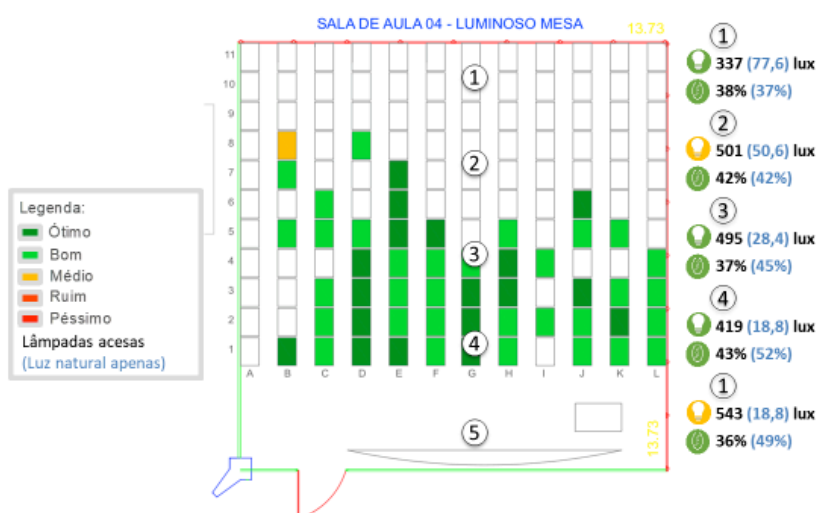 SALA DE AULA 04 - LUMINOSO MESA
13.73
11
10
9
8
7
6
5
4
3
2
1
A B C D E F G H I J K L
1
2
3
4
5
13.73
Legenda:
Ótimo
Bom
Médio
Ruim
Péssimo
Lâmpadas acesas
(Luz natural apenas)
1
337 (77,6) lux
38% (37%)
2
501 (50,6) lux
42% (42%)
3
495 (28,4) lux
37% (45%)
4
419 (18,8) lux
43% (52%)
1
543 (18,8) lux
36% (49%)